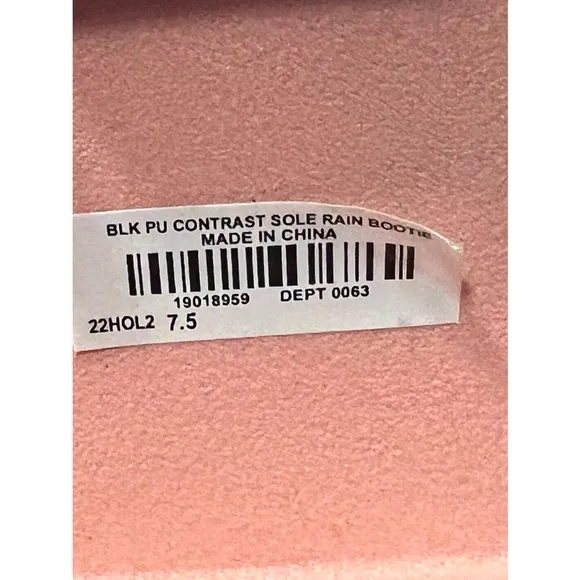 BLK PU CONTRAST SOLE RAIN BOOTIE
MADE IN CHINA
19018959 DEPT 0063
22HOL2 7.5